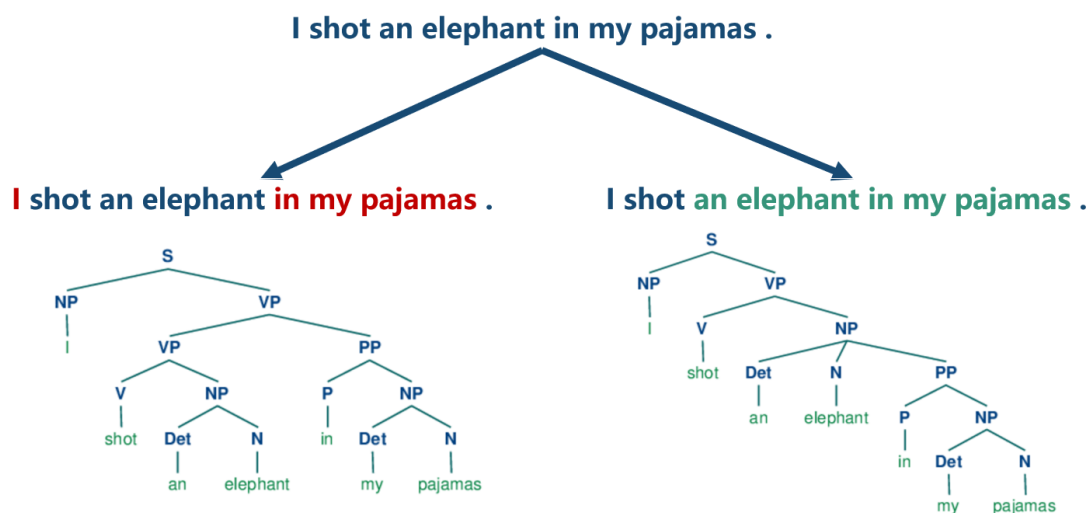 I shot an elephant in my pajamas .
I shot an elephant in my pajamas .
I shot an elephant in my pajamas .
S
NP VP
I
VP PP
V NP P NP
shot Det N in Det N
an elephant my pajamas
S
NP VP
I V NP
shot Det N PP
an elephant P NP
in Det N
my pajamas